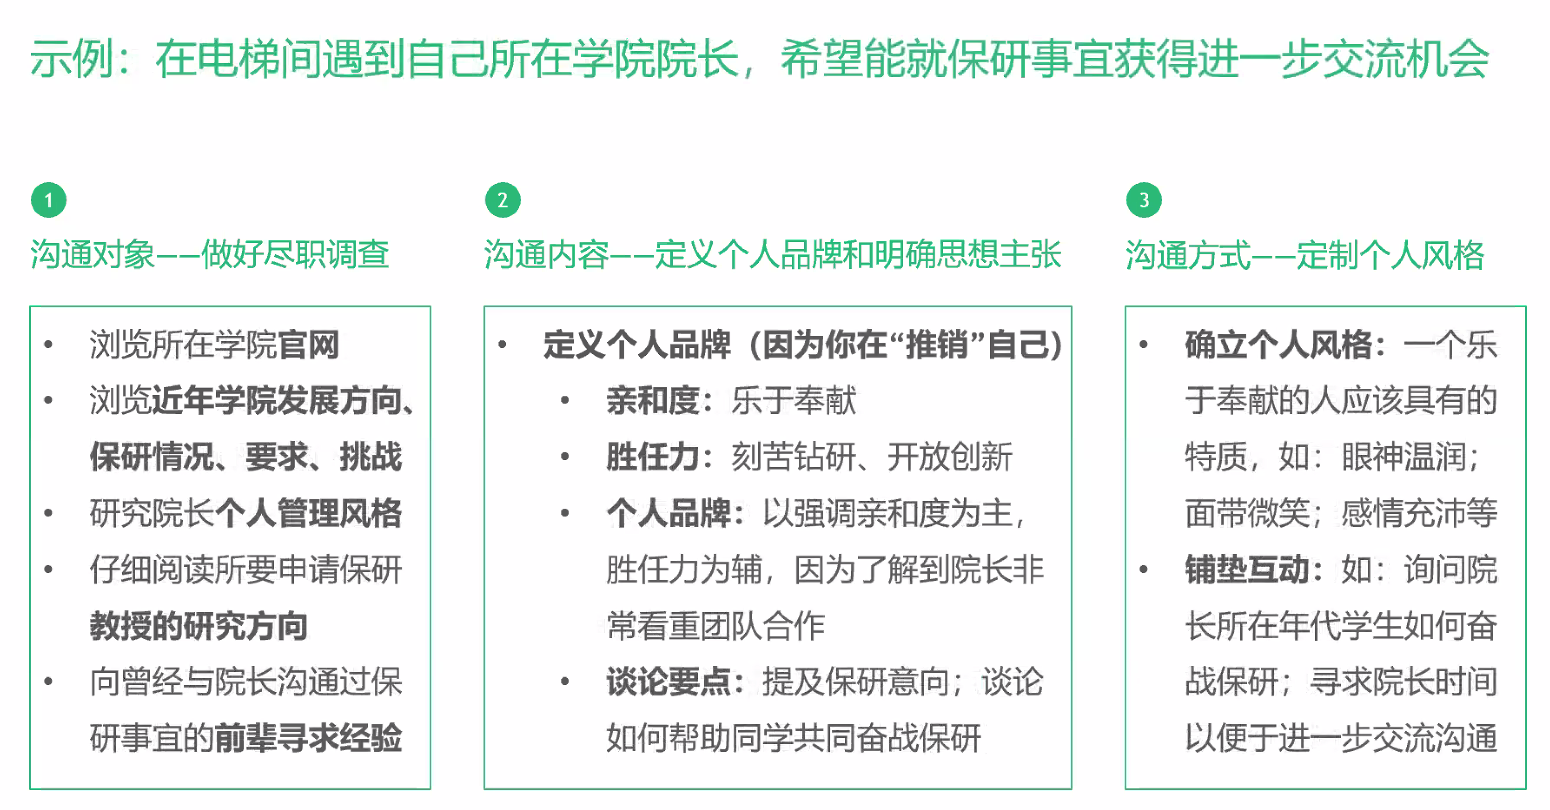 示例：在电梯间遇到自己所在学院院长，希望能就保研事宜获得进一步交流机会
1
沟通对象——做好尽职调查
• 浏览所在学院官网
• 浏览近年学院发展方向、
保研情况、要求、挑战
• 研究院长个人管理风格
• 仔细阅读所要申请保研
教授的研究方向
• 向曾经与院长沟通过保
研事宜的前辈寻求经验
2
沟通内容——定义个人品牌和明确思想主张
• 定义个人品牌（因为你在“推销”自己）
• 亲和度：乐于奉献
• 胜任力：刻苦钻研、开放创新
• 个人品牌：以强调亲和度为主，
胜任力为辅，因为了解到院长非
常看重团队合作
• 谈论要点：提及保研意向；谈论
如何帮助同学共同奋战保研
3
沟通方式——定制个人风格
• 确立个人风格：一个乐
于奉献的人应该具有的
特质，如：眼神温润；
面带微笑；感情充沛等
• 铺垫互动：如：询问院
长所在年代学生如何奋
战保研；寻求院长时间
以便于进一步交流沟通